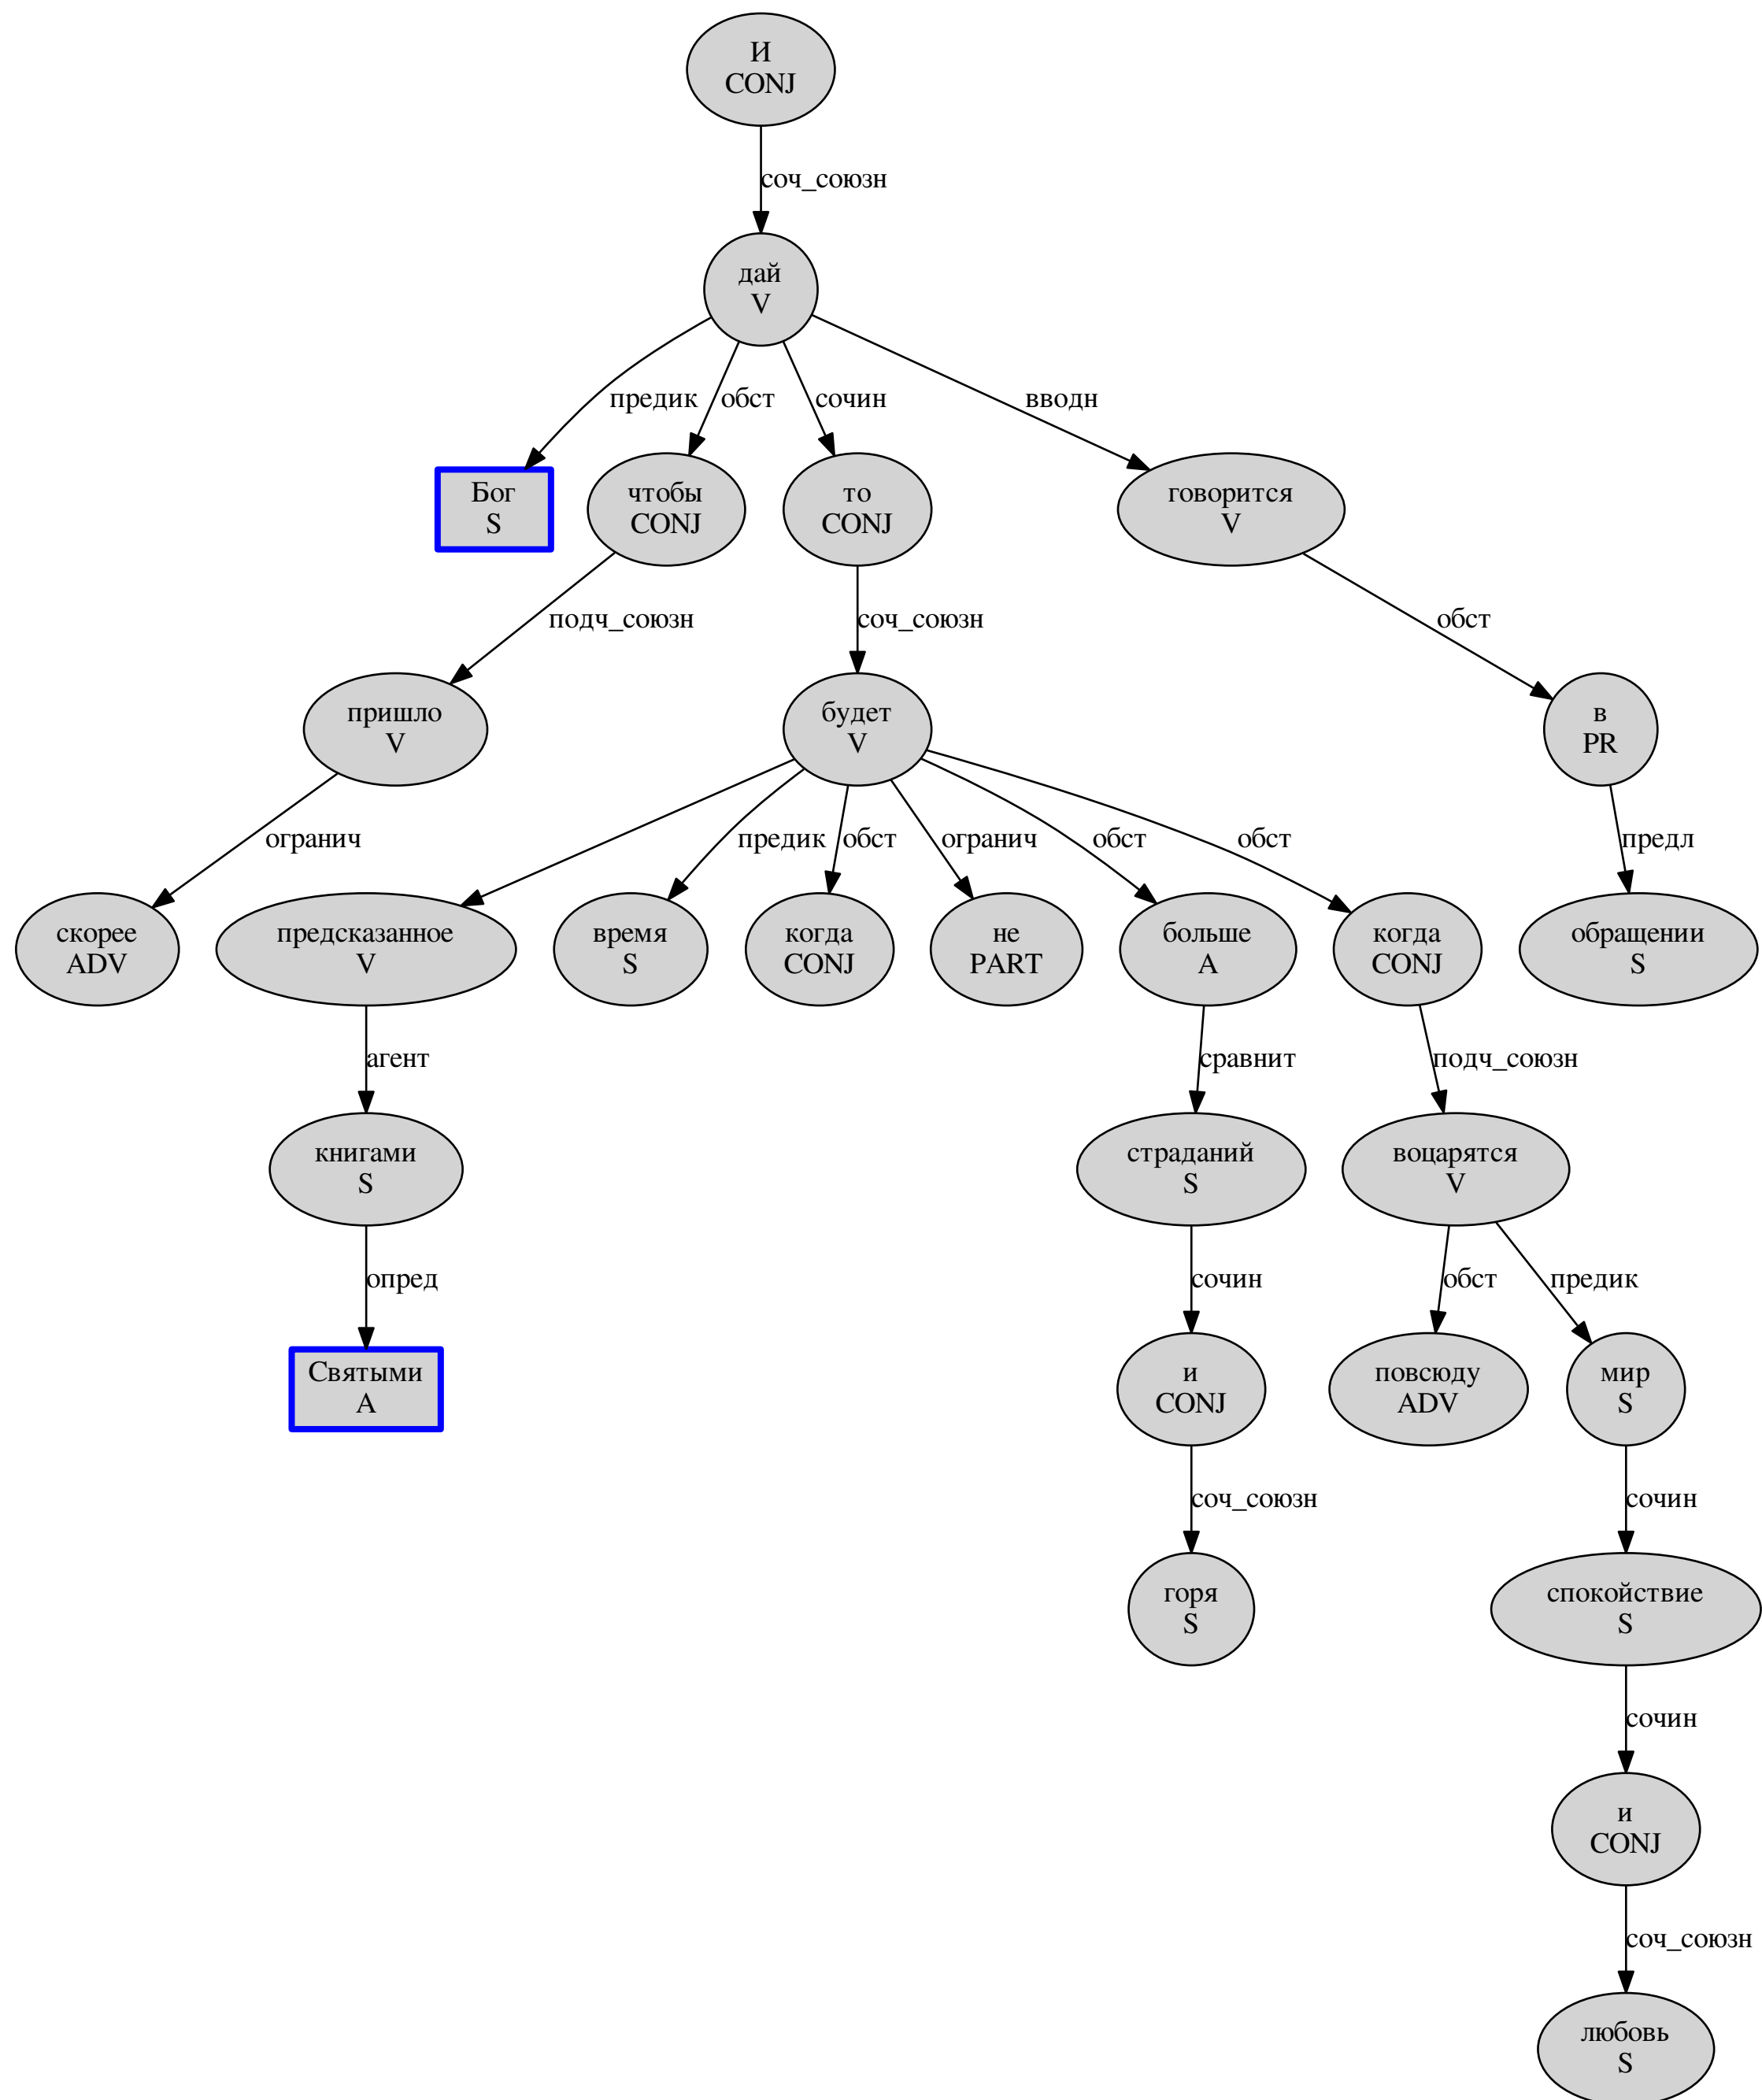 И
CONJ
соч_союзн
дай
V
предик
обст
сочин
вводн
Бог
S
чтобы
CONJ
то
CONJ
говорится
V
подч_союзн
соч_союзн
обст
пришло
V
будет
V
в
PR
огранич
предик
обст
огранич
обст
обст
предл
скорее
ADV
предсказанное
V
время
S
когда
CONJ
не
PART
больше
A
когда
CONJ
обращении
S
агент
сравнит
подч_союзн
книгами
S
страданий
S
воцарятся
V
опред
сочин
обст
предик
Святыми
A
и
CONJ
повсюду
ADV
мир
S
соч_союзн
сочин
горя
S
спокойствие
S
сочин
и
CONJ
соч_союзн
любовь
S